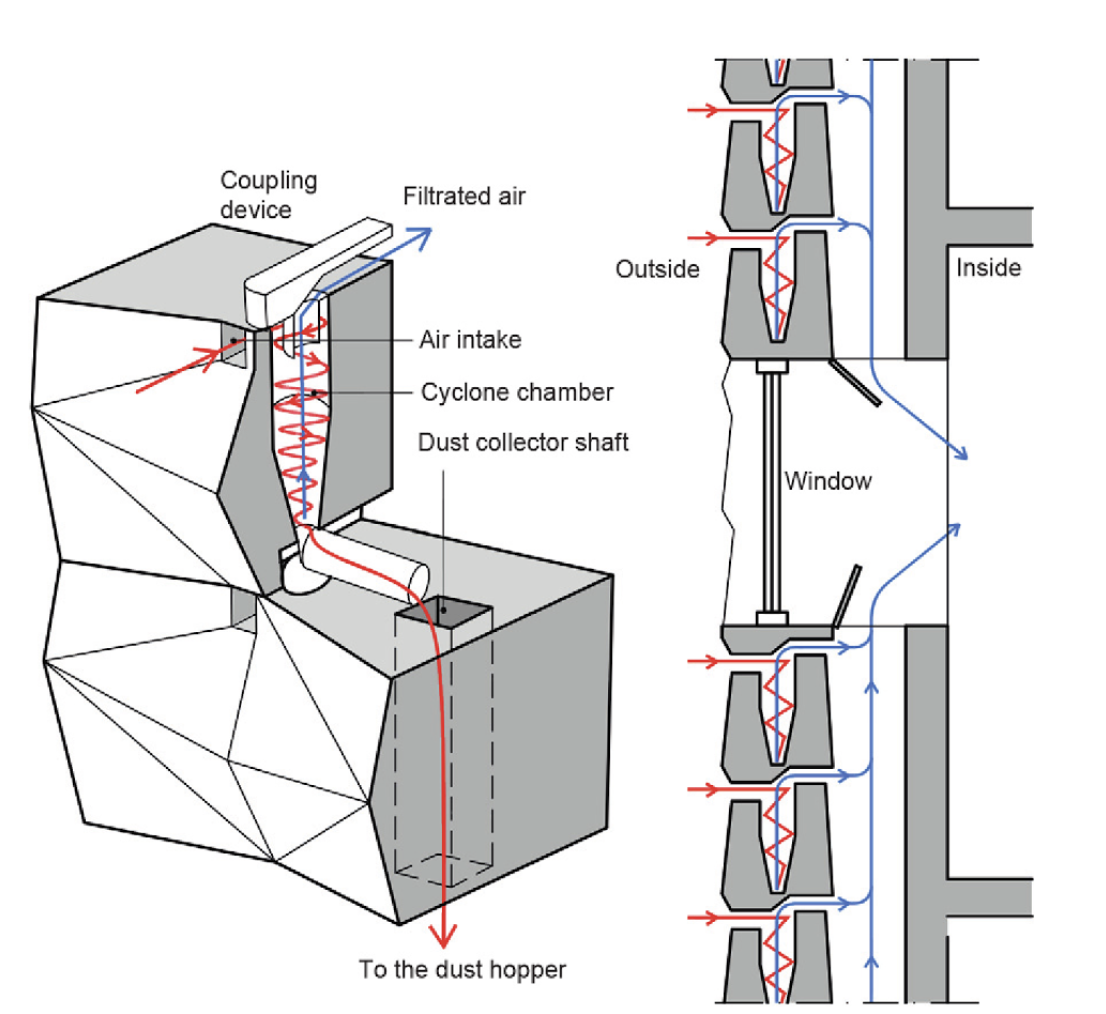 Coupling
device
Filtrated air
Air intake
Cyclone chamber
Dust collector shaft
To the dust hopper
Outside
Inside
Window